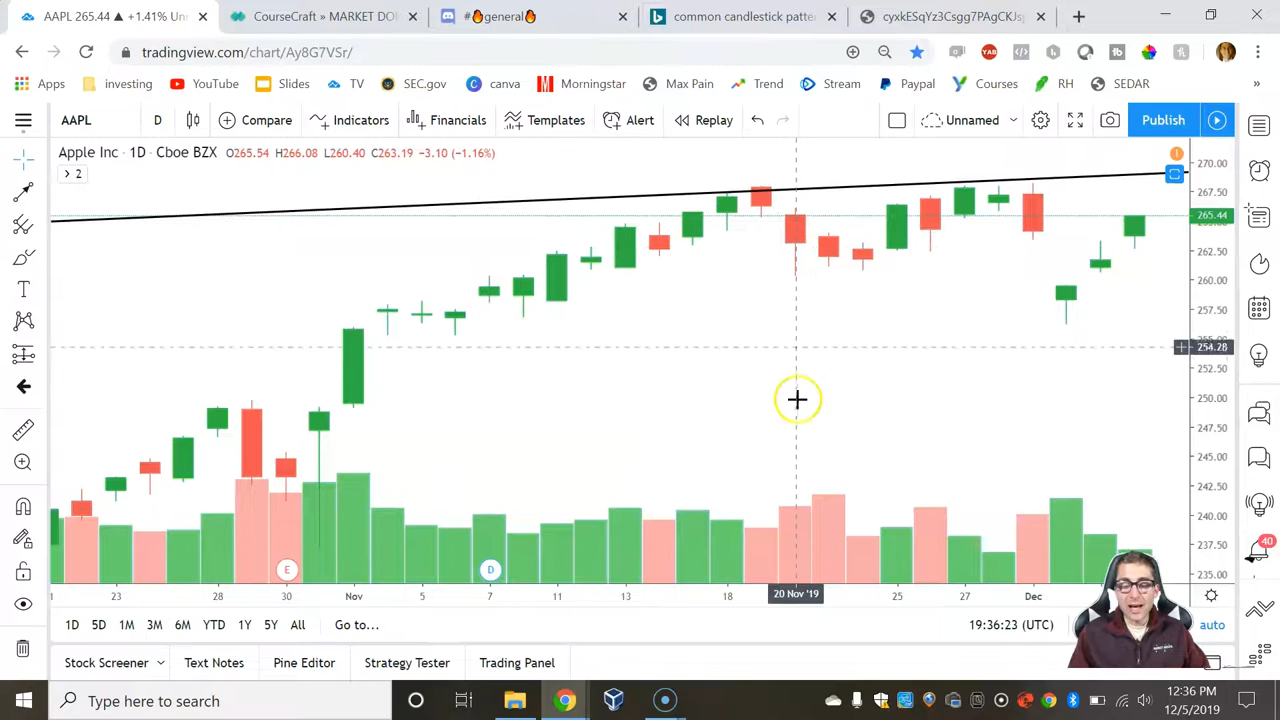 AAPL 265.44 ▲ +1.41% Unn
CourseCraft » MARKET DO
#🔥general🔥
common candlestick patte
oyxkESqYz3Csgg7PAgCKJsp
tradingview.com/chart/Ay8G7VSr/
Apps
investing
YouTube
Slides
TV
SEC.gov
canva
Morningstar
Max Pain
Trend
Stream
Paypal
Courses
RH
SEDAR
AAPL
D
Compare
Indicators
Financials
Templates
Alert
Replay
Unnamed
Publish
Apple Inc · 1D · Cboe BZX O265.54 H266.08 L260.40 C263.19 −3.10 (−1.16%)
> 2
270.00
267.50
265.44
262.50
260.00
257.50
254.28
252.50
250.00
247.50
245.00
242.50
240.00
237.50
235.00
40
E
D
23
28
30
Nov
5
7
11
13
18
20 Nov '19
25
27
Dec
1D 5D 1M 3M 6M YTD 1Y 5Y All Go to...
19:36:23 (UTC)
auto
Stock Screener
Text Notes
Pine Editor
Strategy Tester
Trading Panel
Type here to search
12:36 PM
12/5/2019